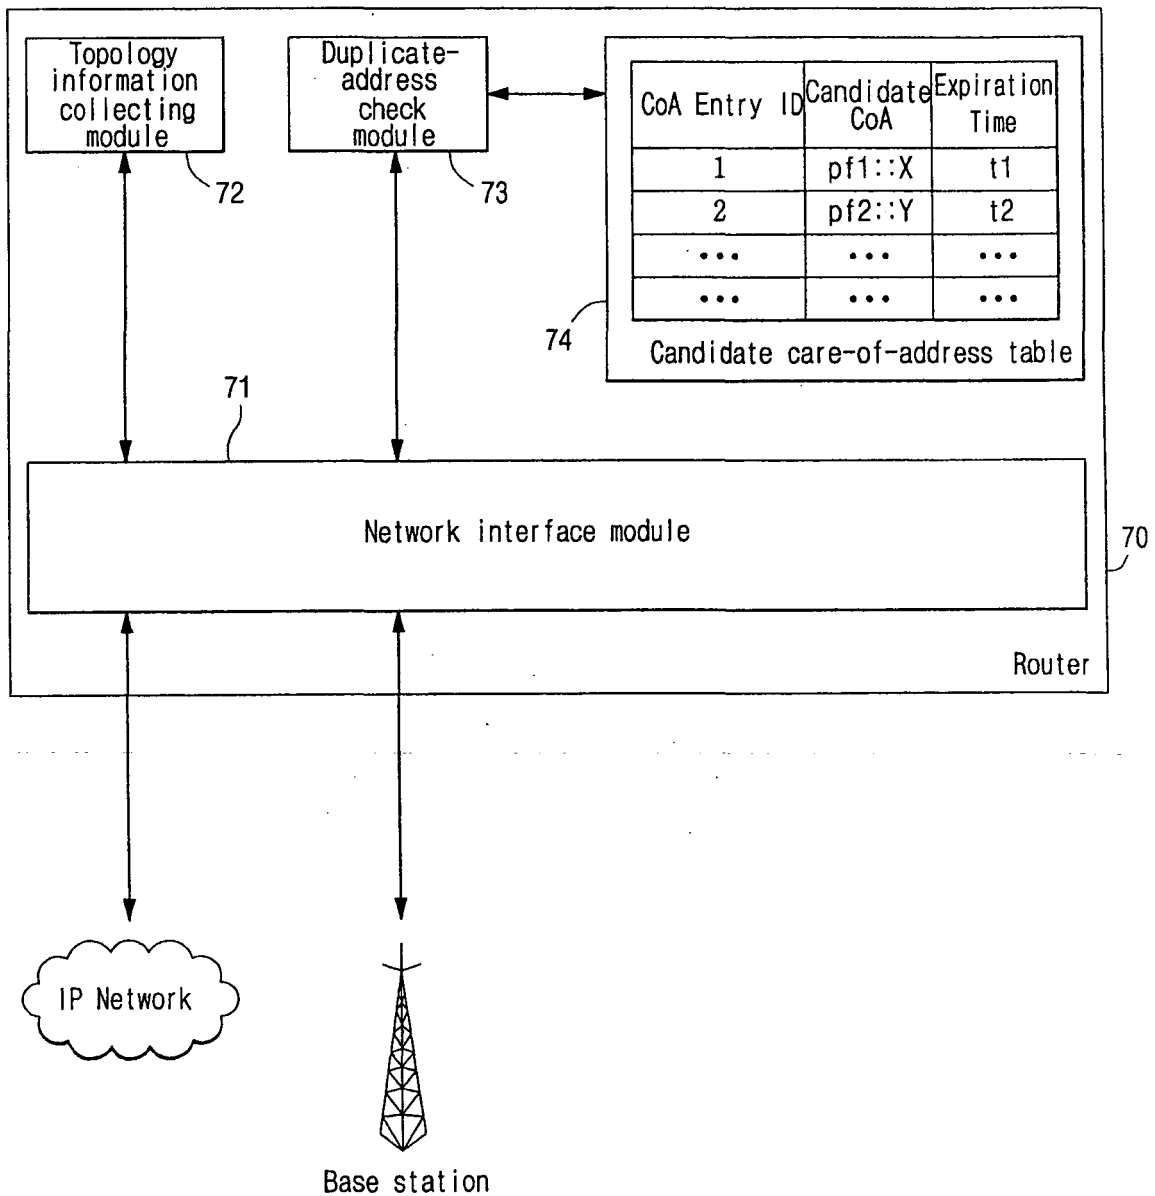 Topology
information
collecting
module
72
Duplicate-
address
check
module
73
CoA Entry ID Candidate CoA Expiration Time
1 pf1::X t1
2 pf2::Y t2
••• ••• •••
••• ••• •••
74
Candidate care-of-address table
71
Network interface module
70
Router
IP Network
Base station